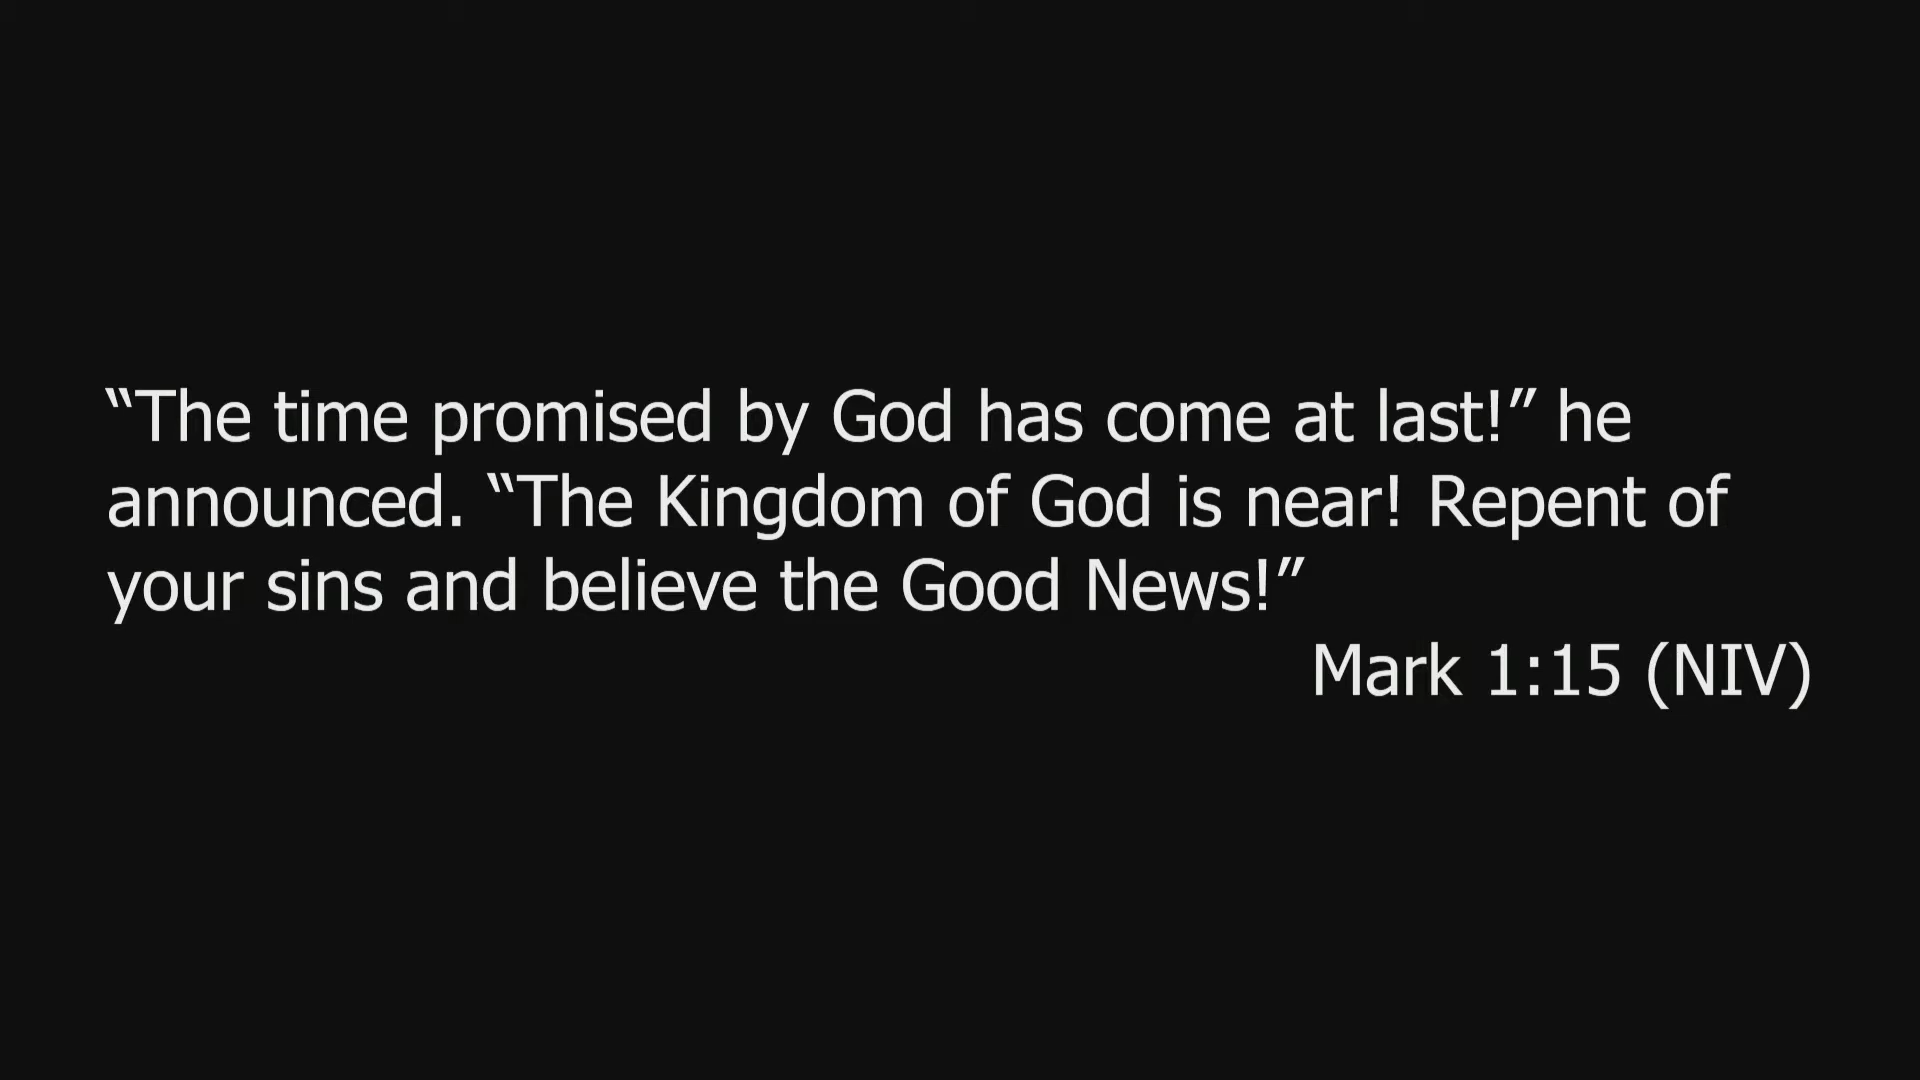 “The time promised by God has come at last!” he
announced. “The Kingdom of God is near! Repent of
your sins and believe the Good News!”
Mark 1:15 (NIV)